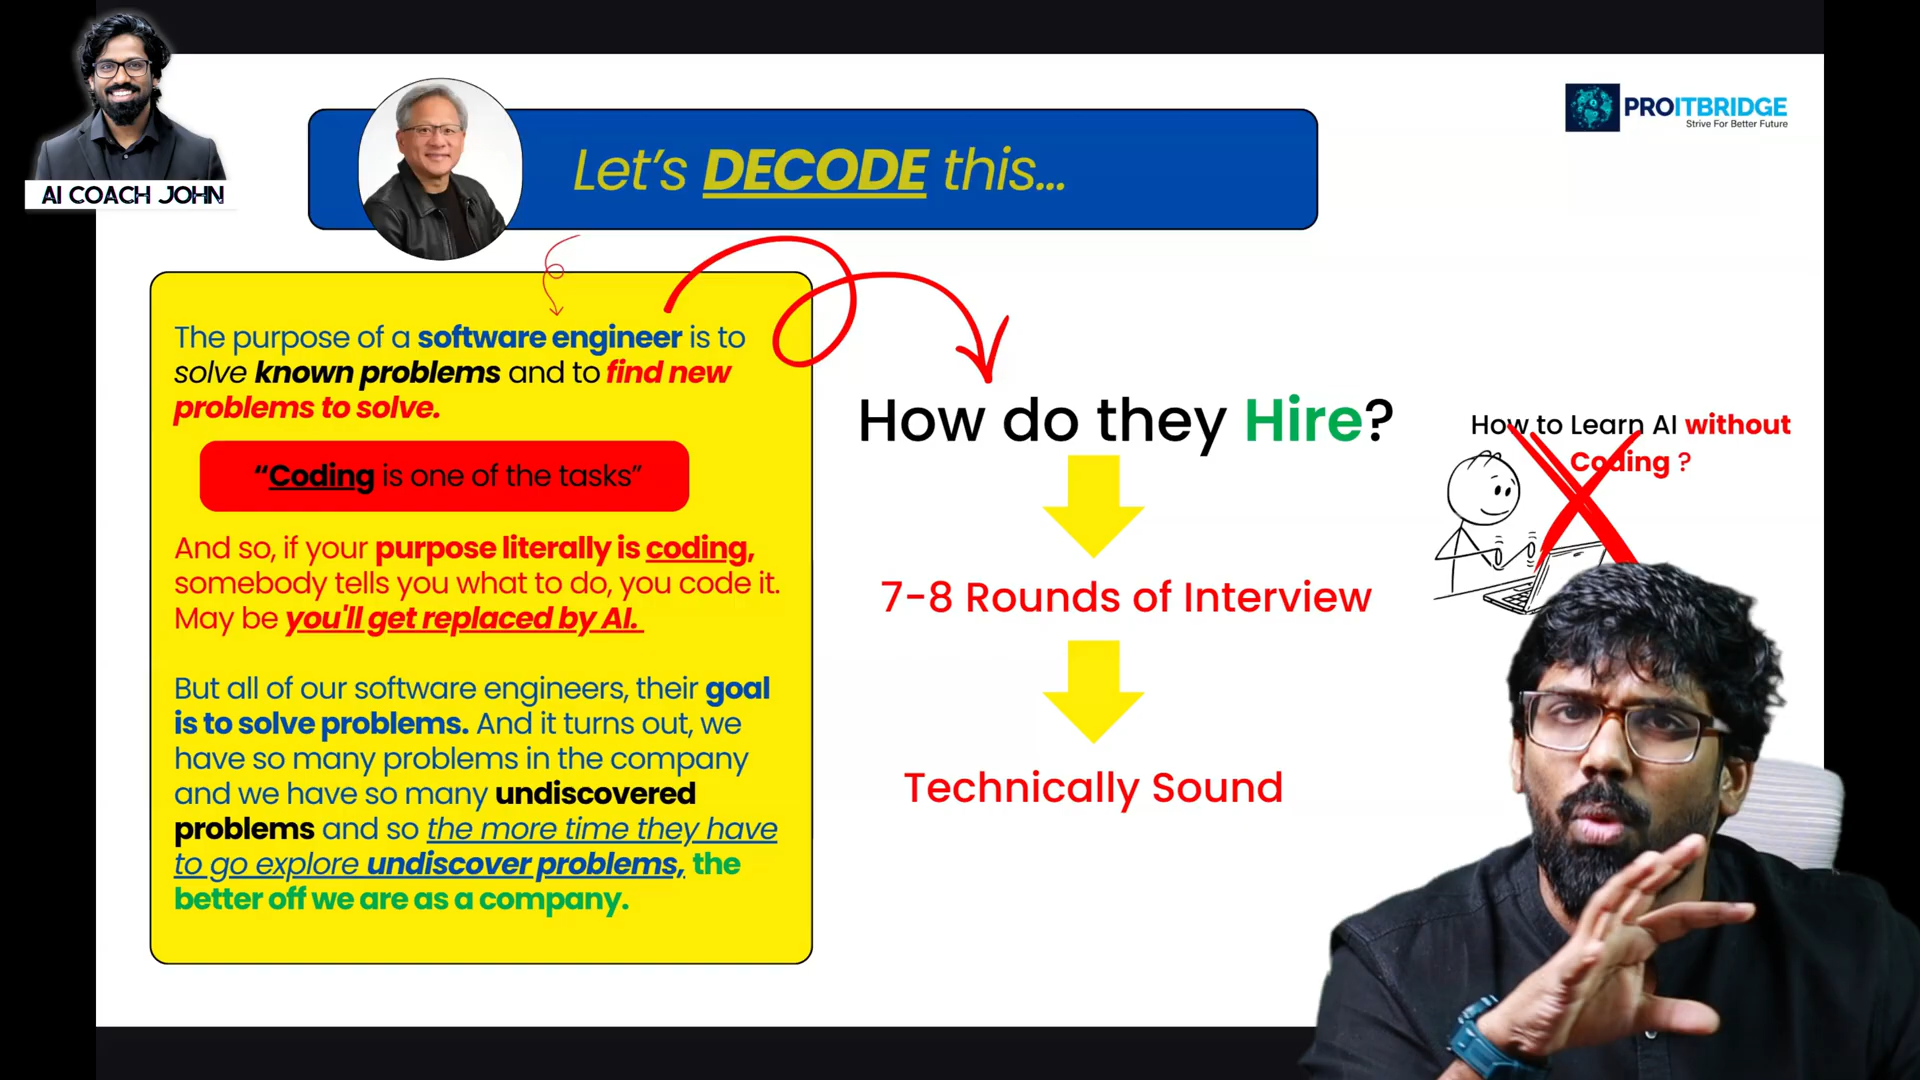 AI COACH JOHN
Let's DECODE this...
PROITBRIDGE
Strive For Better Future
The purpose of a software engineer is to
solve known problems and to find new
problems to solve.
“Coding is one of the tasks”
And so, if your purpose literally is coding,
somebody tells you what to do, you code it.
May be you'll get replaced by AI.
But all of our software engineers, their goal
is to solve problems. And it turns out, we
have so many problems in the company
and we have so many undiscovered
problems and so the more time they have
to go explore undiscover problems, the
better off we are as a company.
How do they Hire?
7-8 Rounds of Interview
Technically Sound
How to Learn AI without
Coding ?